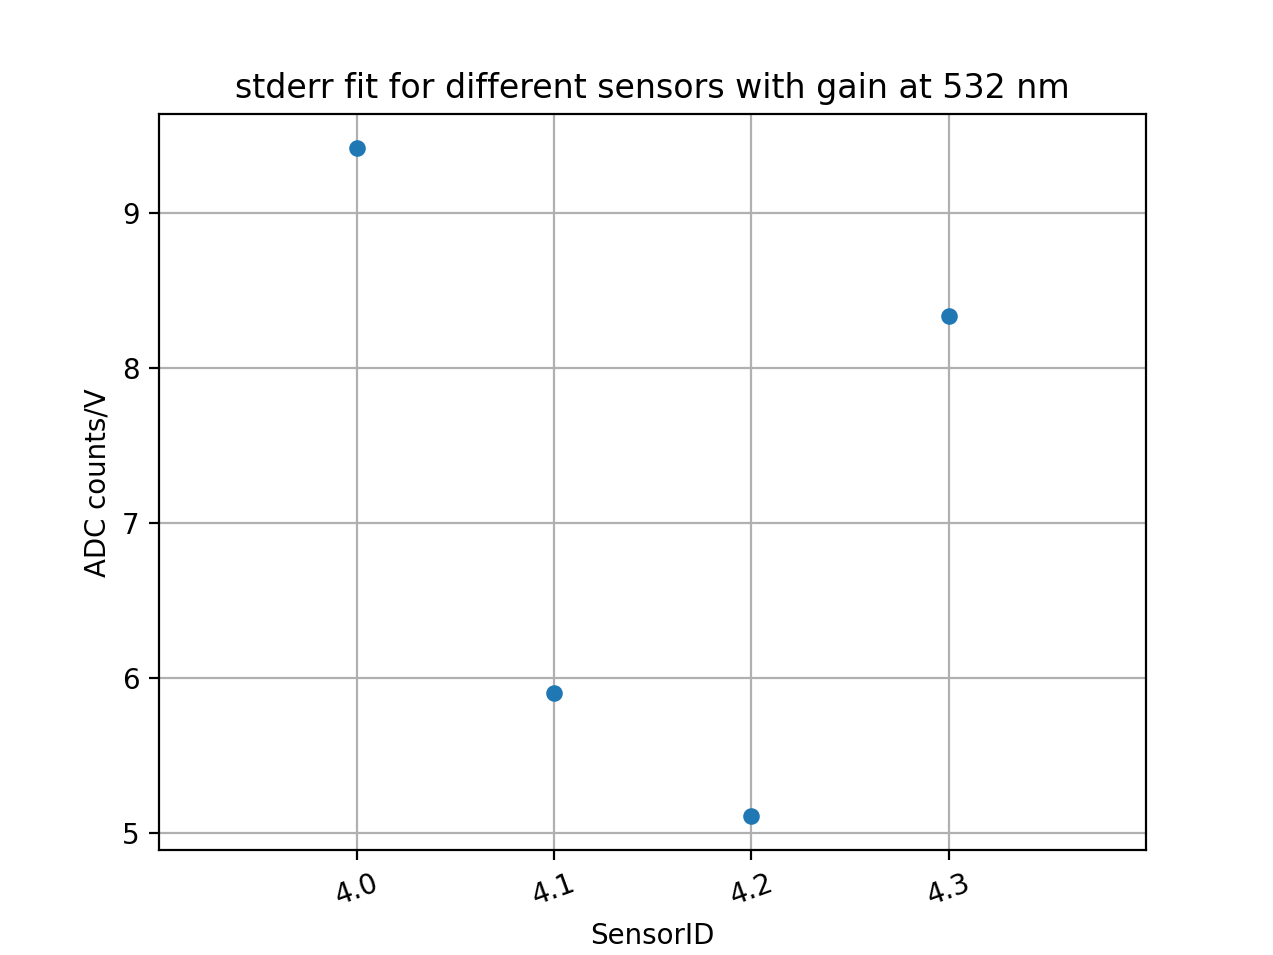 stderr fit for different sensors with gain at 532 nm
ADC counts/V
9
8
7
6
5
4.0 4.1 4.2 4.3
SensorID